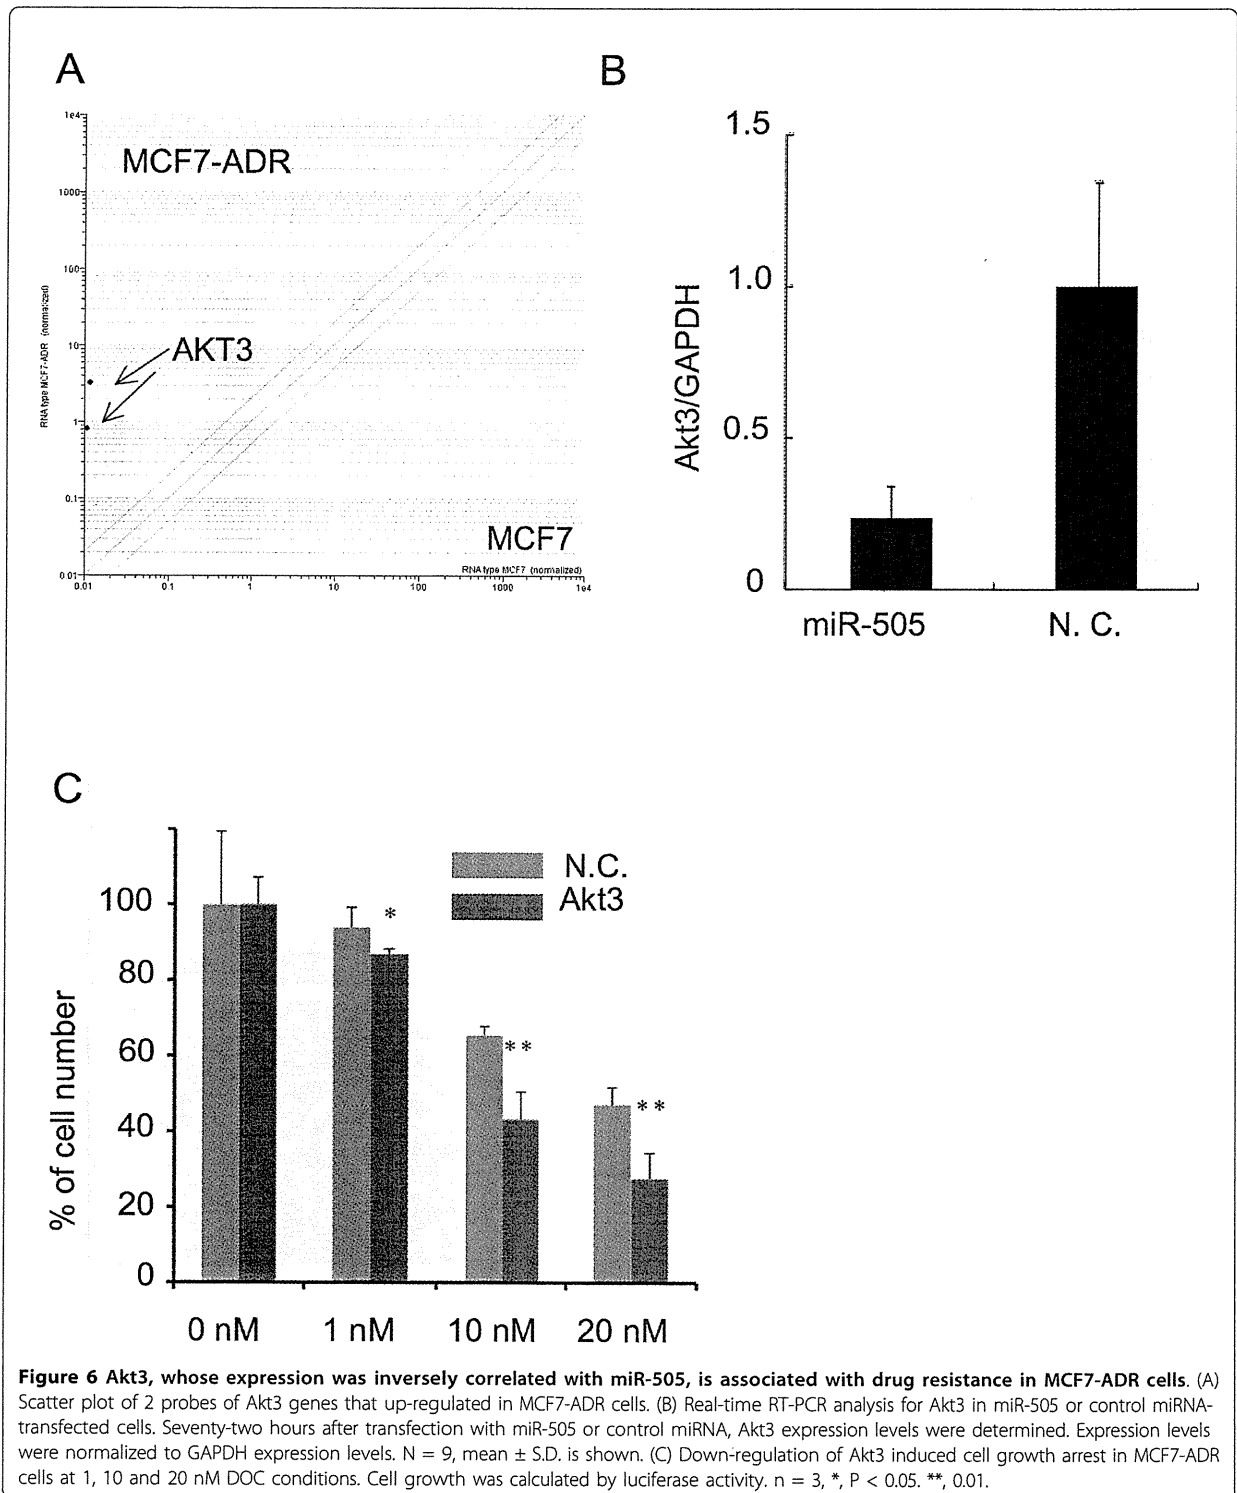 A
1e4
1000
100
10
1
0.1
0.01
RNA type MCF7-ADR (normalized)
MCF7-ADR
AKT3
MCF7
RNA type MCF7 (normalized)
0.01 0.1 1 10 100 1000 1e4
B
1.5
1.0
0.5
0
Akt3/GAPDH
miR-505 N. C.
C
N.C.
Akt3
100
80
60
40
20
0
% of cell number
*
**
**
0 nM 1 nM 10 nM 20 nM
Figure 6 Akt3, whose expression was inversely correlated with miR-505, is associated with drug resistance in MCF7-ADR cells. (A)
Scatter plot of 2 probes of Akt3 genes that up-regulated in MCF7-ADR cells. (B) Real-time RT-PCR analysis for Akt3 in miR-505 or control miRNA-
transfected cells. Seventy-two hours after transfection with miR-505 or control miRNA, Akt3 expression levels were determined. Expression levels
were normalized to GAPDH expression levels. N = 9, mean ± S.D. is shown. (C) Down-regulation of Akt3 induced cell growth arrest in MCF7-ADR
cells at 1, 10 and 20 nM DOC conditions. Cell growth was calculated by luciferase activity. n = 3, *, P < 0.05. **, 0.01.